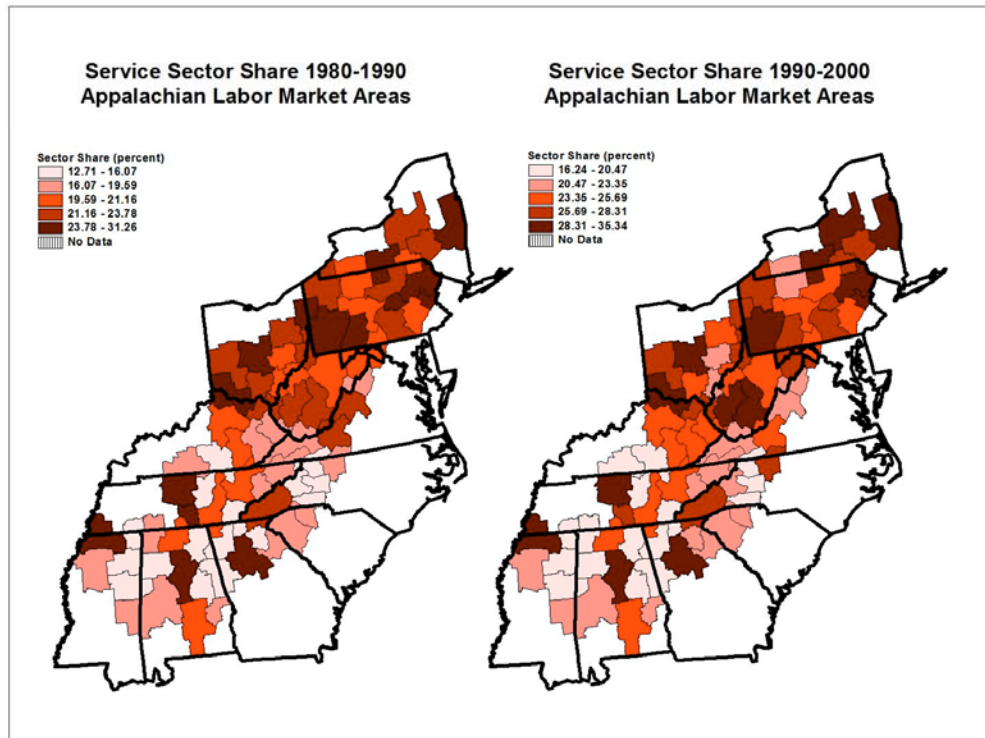 Service Sector Share 1980-1990
Appalachian Labor Market Areas
Sector Share (percent)
12.71 - 16.07
16.07 - 19.59
19.59 - 21.16
21.16 - 23.78
23.78 - 31.26
No Data
Service Sector Share 1990-2000
Appalachian Labor Market Areas
Sector Share (percent)
16.24 - 20.47
20.47 - 23.35
23.35 - 25.69
25.69 - 28.31
28.31 - 35.34
No Data